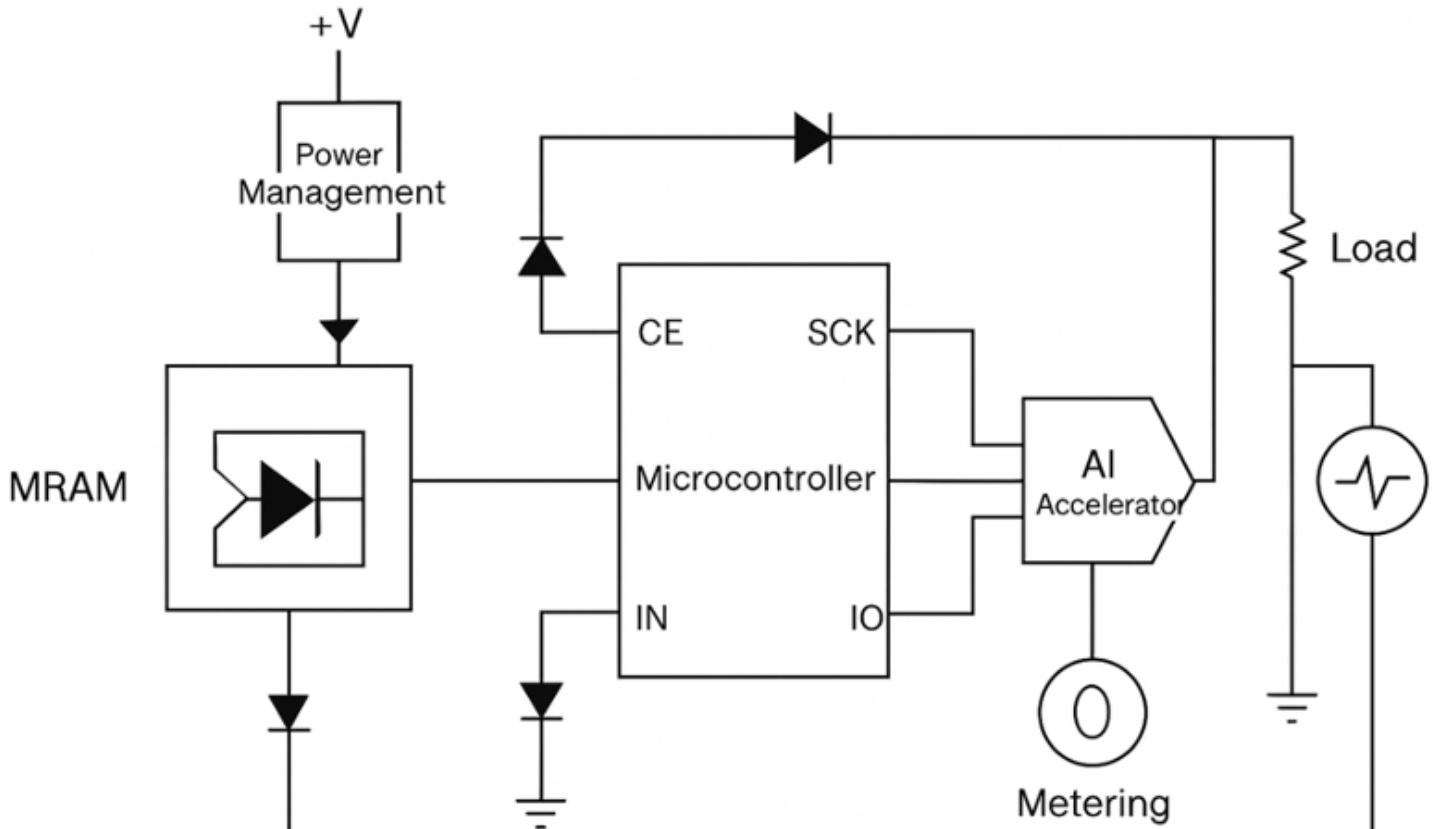 +V
Power
Management
Load
CE
SCK
MRAM
Microcontroller
AI
Accelerator
IN
IO
Metering